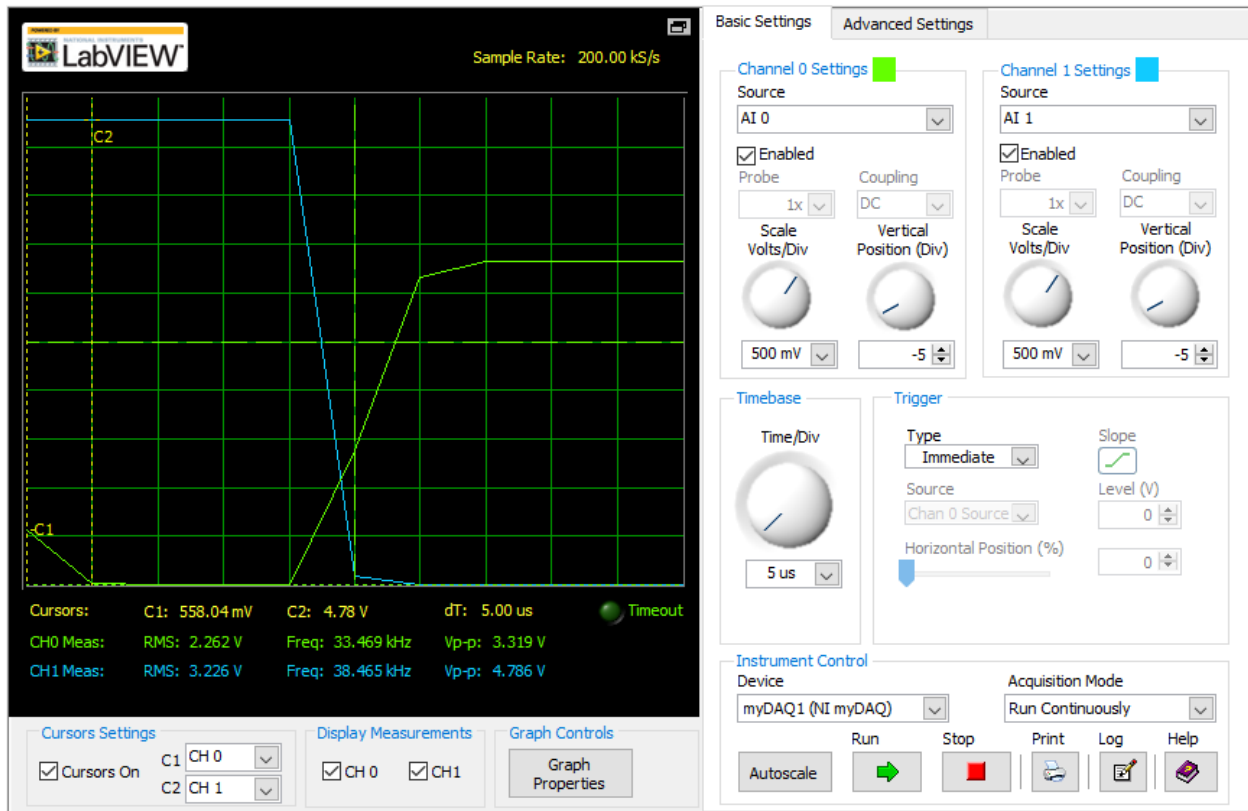 POWERED BY
NATIONAL INSTRUMENTS
LabVIEW™
Sample Rate: 200.00 kS/s
C2
C1
Cursors: C1: 558.04 mV C2: 4.78 V dT: 5.00 us Timeout
CH0 Meas: RMS: 2.262 V Freq: 33.469 kHz Vp-p: 3.319 V
CH1 Meas: RMS: 3.226 V Freq: 38.465 kHz Vp-p: 4.786 V
Cursors Settings
Cursors On
C1 CH 0
C2 CH 1
Display Measurements
CH 0 CH1
Graph Controls
Graph
Properties
Basic Settings Advanced Settings
Channel 0 Settings
Source
AI 0
Enabled
Probe Coupling
1x DC
Scale Vertical
Volts/Div Position (Div)
500 mV -5
Channel 1 Settings
Source
AI 1
Enabled
Probe Coupling
1x DC
Scale Vertical
Volts/Div Position (Div)
500 mV -5
Timebase
Time/Div
5 us
Trigger
Type Slope
Immediate
Source Level (V)
Chan 0 Source 0
Horizontal Position (%)
0
Instrument Control
Device Acquisition Mode
myDAQ1 (NI myDAQ) Run Continuously
Run Stop Print Log Help
Autoscale